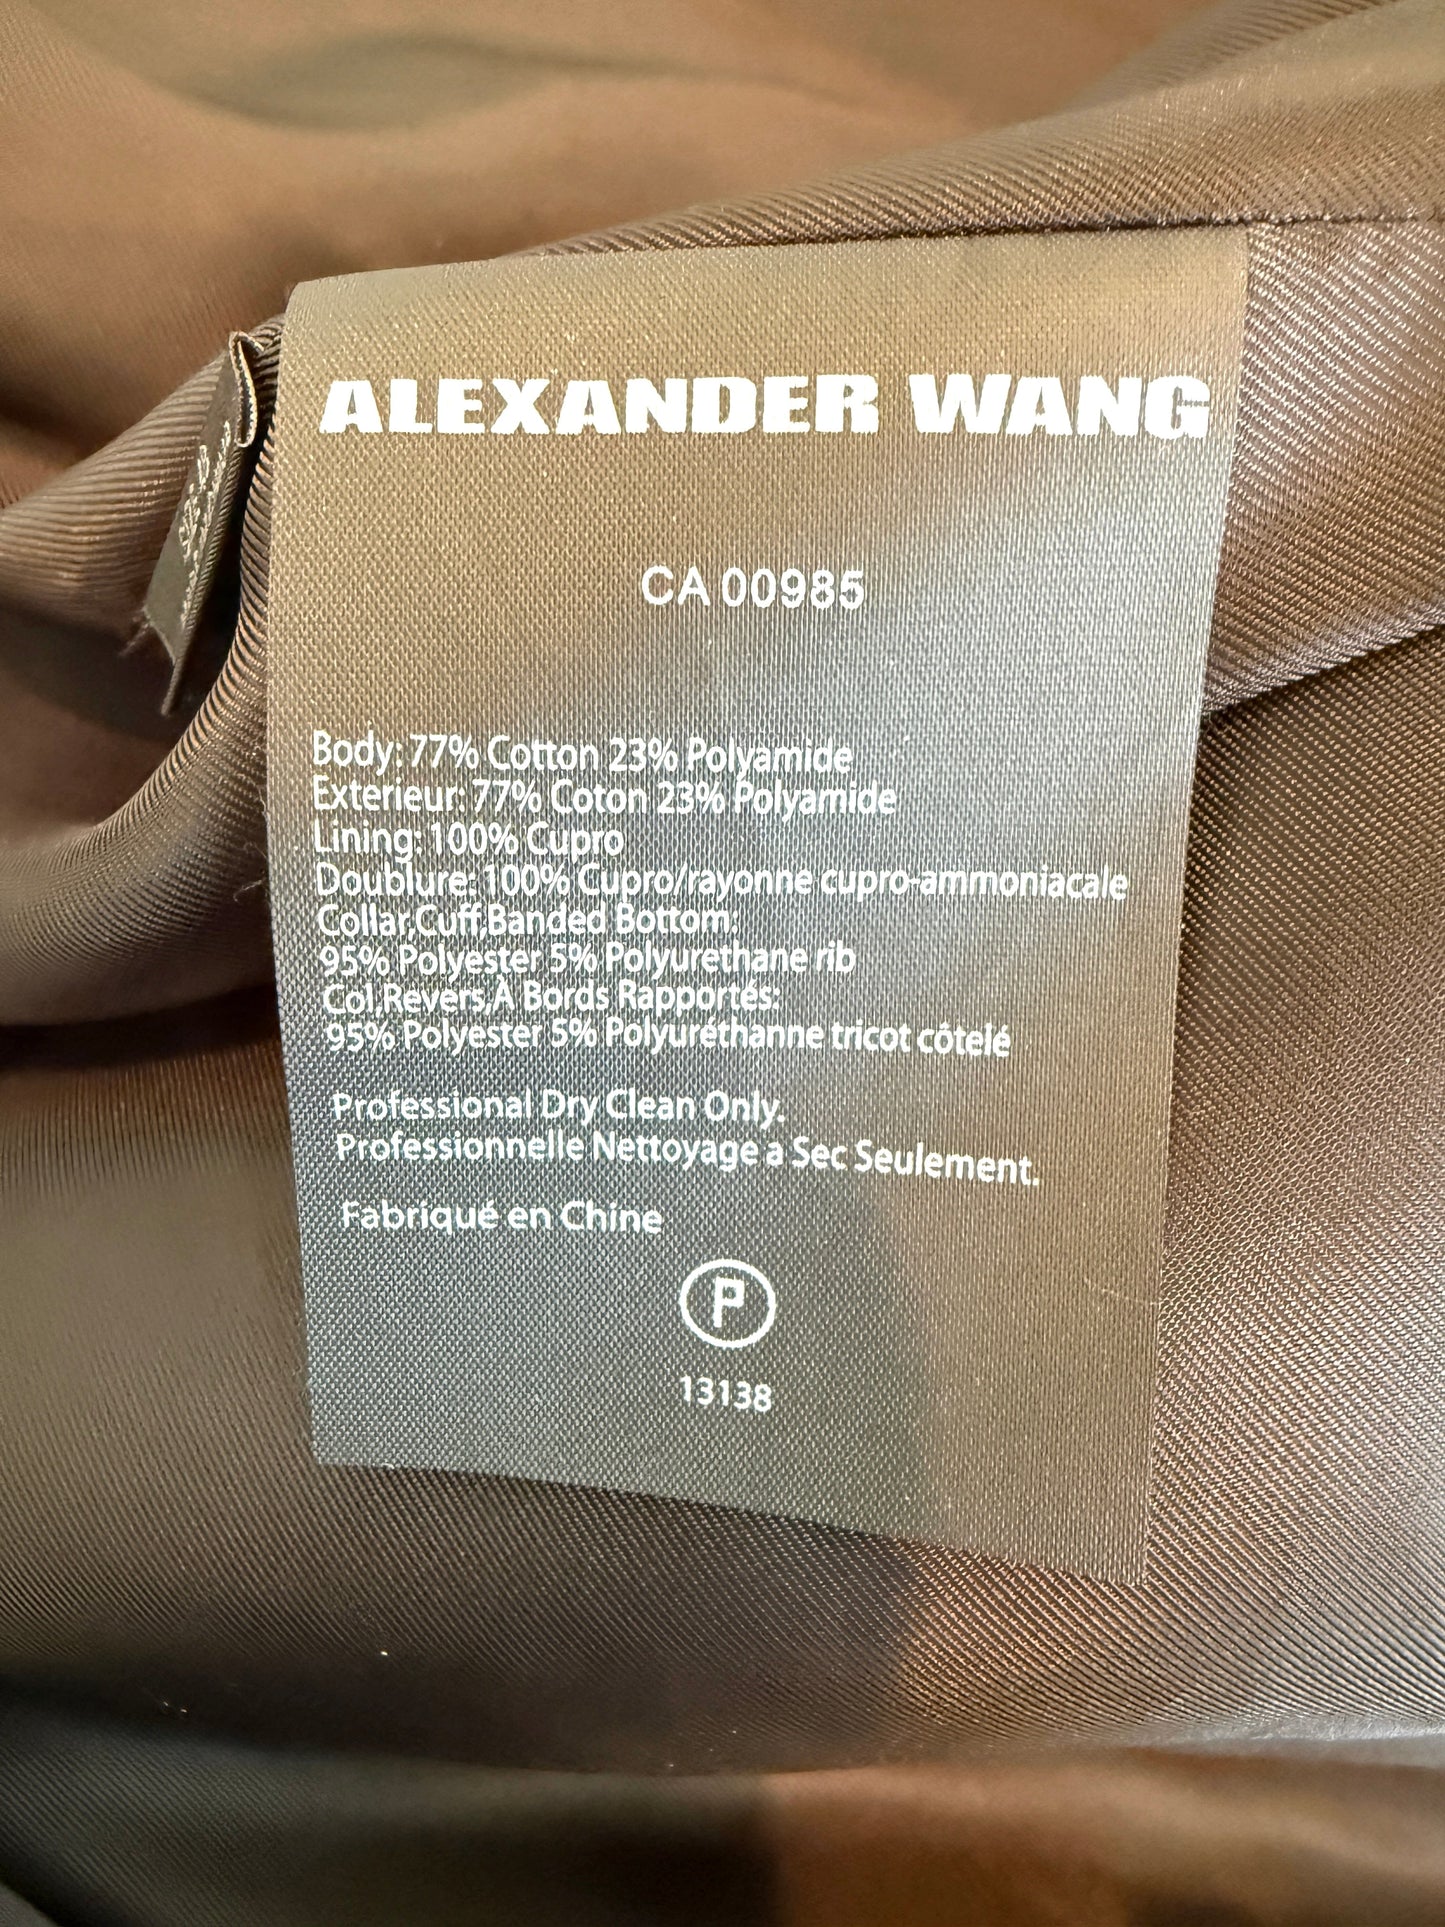 ALEXANDER WANG
CA 00985
Body: 77% Cotton 23% Polyamide
Exterieur: 77% Coton 23% Polyamide
Lining: 100% Cupro
Doublure: 100% Cupro/rayonne cupro-ammoniacale
Collar,Cuff,Banded Bottom:
95% Polyester 5% Polyurethane rib
Col,Revers,À Bords Rapportés:
95% Polyester 5% Polyuréthanne tricot côtelé
Professional Dry Clean Only.
Professionnelle Nettoyage a Sec Seulement.
Fabriqué en Chine
P
13138